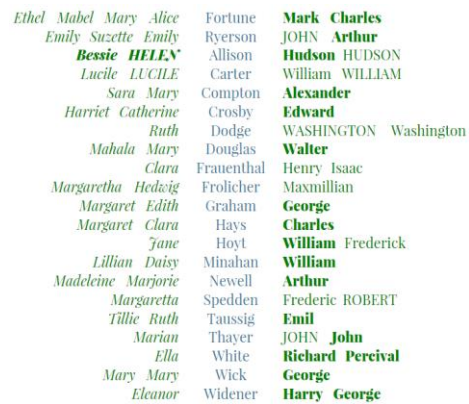 Ethel Mabel Mary Alice Fortune Mark Charles
Emily Suzette Emily Ryerson JOHN Arthur
Bessie HELEN Allison Hudson HUDSON
Lucile LUCILE Carter William WILLIAM
Sara Mary Compton Alexander
Harriet Catherine Crosby Edward
Ruth Dodge WASHINGTON Washington
Mahala Mary Douglas Walter
Clara Frauenthal Henry Isaac
Margaretha Hedwig Frolicher Maxmillian
Margaret Edith Graham George
Margaret Clara Hays Charles
Jane Hoyt William Frederick
Lillian Daisy Minahan William
Madeleine Marjorie Newell Arthur
Margaretta Spedden Frederic ROBERT
Tillie Ruth Taussig Emil
Marian Thayer JOHN John
Ella White Richard Percival
Mary Mary Wick George
Eleanor Widener Harry George